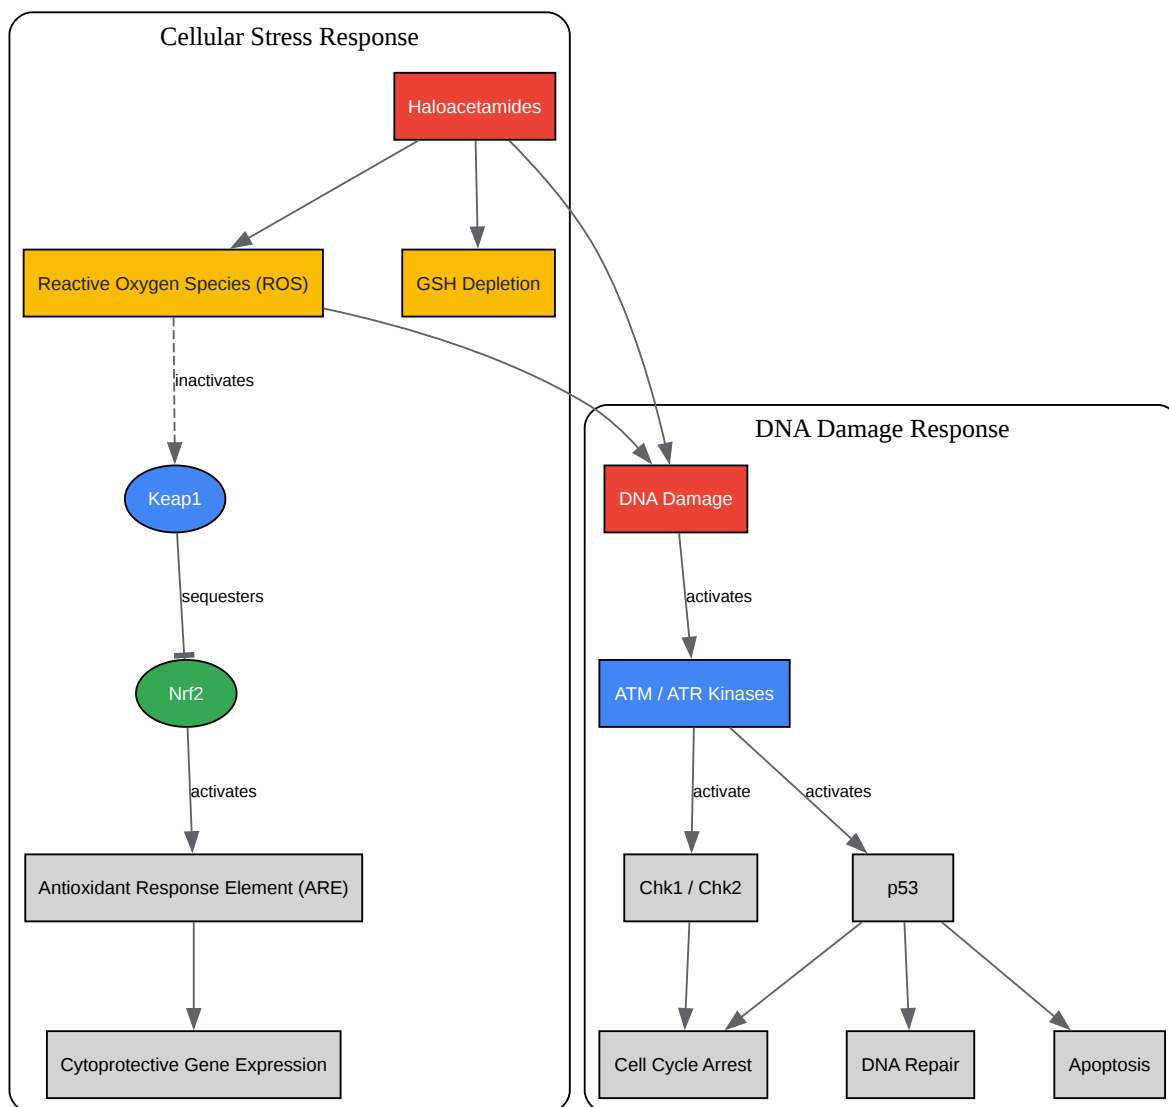 Cellular Stress Response
Haloacetamides
Reactive Oxygen Species (ROS)
GSH Depletion
inactivates
DNA Damage Response
Keap1
DNA Damage
sequesters
activates
Nrf2
ATM / ATR Kinases
activates
activate
activates
Antioxidant Response Element (ARE)
Chk1 / Chk2
p53
Cytoprotective Gene Expression
Cell Cycle Arrest
DNA Repair
Apoptosis